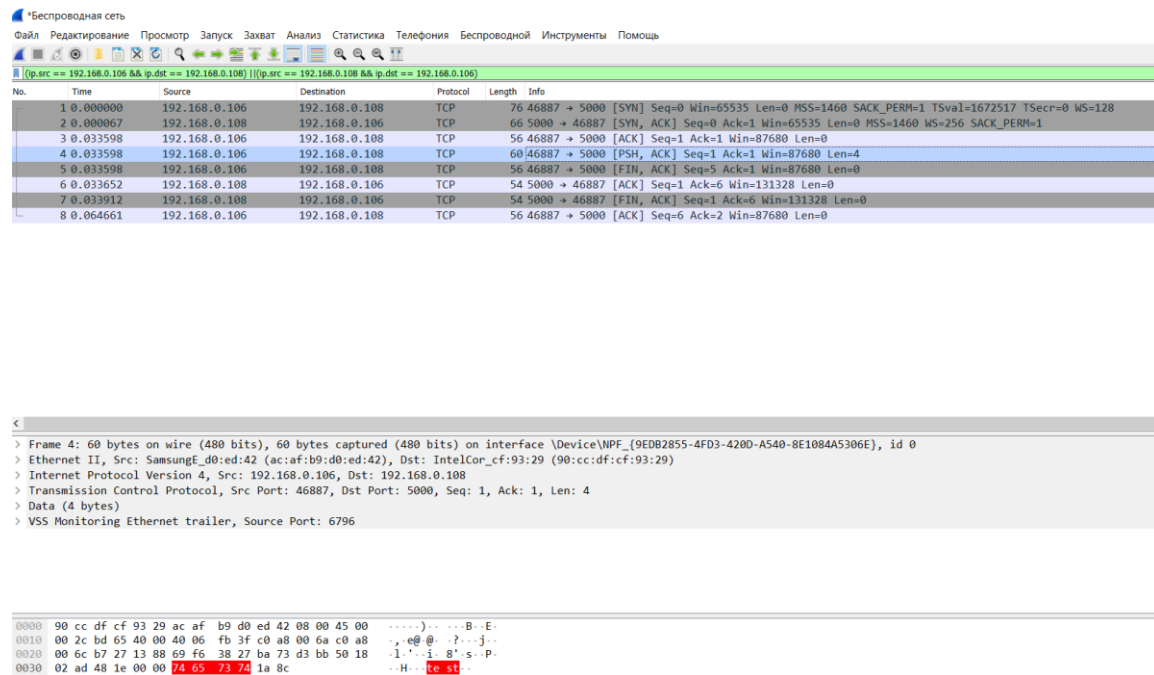 *Беспроводная сеть
Файл Редактирование Просмотр Запуск Захват Анализ Статистика Телефония Беспроводной Инструменты Помощь
(ip.src == 192.168.0.106 && ip.dst == 192.168.0.108) ||(ip.src == 192.168.0.108 && ip.dst == 192.168.0.106)
No. Time Source Destination Protocol Length Info
1 0.000000 192.168.0.106 192.168.0.108 TCP 76 46887 → 5000 [SYN] Seq=0 Win=65535 Len=0 MSS=1460 SACK_PERM=1 TSval=1672517 TSecr=0 WS=128
2 0.000067 192.168.0.108 192.168.0.106 TCP 66 5000 → 46887 [SYN, ACK] Seq=0 Ack=1 Win=65535 Len=0 MSS=1460 WS=256 SACK_PERM=1
3 0.033598 192.168.0.106 192.168.0.108 TCP 56 46887 → 5000 [ACK] Seq=1 Ack=1 Win=87680 Len=0
4 0.033598 192.168.0.106 192.168.0.108 TCP 60 46887 → 5000 [PSH, ACK] Seq=1 Ack=1 Win=87680 Len=4
5 0.033598 192.168.0.106 192.168.0.108 TCP 56 46887 → 5000 [FIN, ACK] Seq=5 Ack=1 Win=87680 Len=0
6 0.033652 192.168.0.108 192.168.0.106 TCP 54 5000 → 46887 [ACK] Seq=1 Ack=6 Win=131328 Len=0
7 0.033912 192.168.0.108 192.168.0.106 TCP 54 5000 → 46887 [FIN, ACK] Seq=1 Ack=6 Win=131328 Len=0
8 0.064661 192.168.0.106 192.168.0.108 TCP 56 46887 → 5000 [ACK] Seq=6 Ack=2 Win=87680 Len=0
> Frame 4: 60 bytes on wire (480 bits), 60 bytes captured (480 bits) on interface \Device\NPF_{9EDB2855-4FD3-420D-A540-8E1084A5306E}, id 0
> Ethernet II, Src: SamsungE_d0:ed:42 (ac:af:b9:d0:ed:42), Dst: IntelCor_cf:93:29 (90:cc:df:cf:93:29)
> Internet Protocol Version 4, Src: 192.168.0.106, Dst: 192.168.0.108
> Transmission Control Protocol, Src Port: 46887, Dst Port: 5000, Seq: 1, Ack: 1, Len: 4
> Data (4 bytes)
> VSS Monitoring Ethernet trailer, Source Port: 6796
0000 90 cc df cf 93 29 ac af b9 d0 ed 42 08 00 45 00 ·····)·· ···B··E·
0010 00 2c bd 65 40 00 40 06 fb 3f c0 a8 00 6a c0 a8 ·,·e@·@· ·?···j··
0020 00 6c b7 27 13 88 69 f6 38 27 ba 73 d3 bb 50 18 ·l·'··i· 8'·s··P·
0030 02 ad 48 1e 00 00 74 65 73 74 1a 8c ··H···te st··